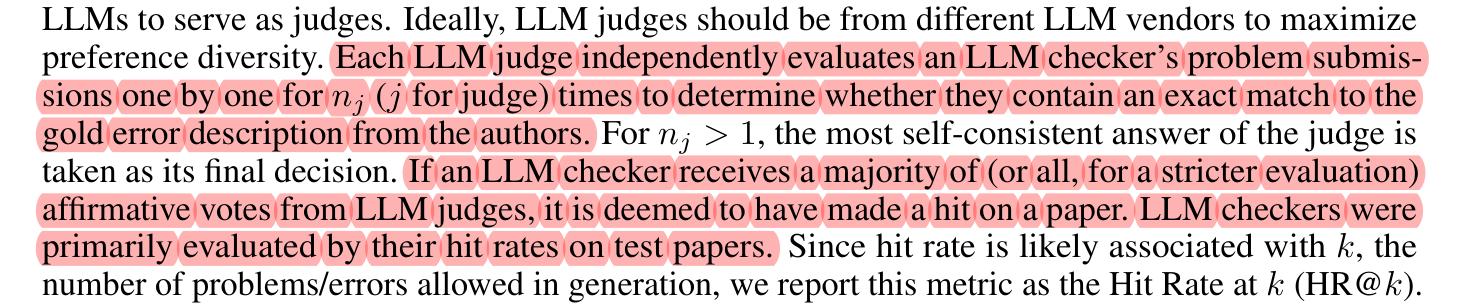 LLMs to serve as judges. Ideally, LLM judges should be from different LLM vendors to maximize
preference diversity. Each LLM judge independently evaluates an LLM checker's problem submis-
sions one by one for n_j (j for judge) times to determine whether they contain an exact match to the
gold error description from the authors. For n_j > 1, the most self-consistent answer of the judge is
taken as its final decision. If an LLM checker receives a majority of (or all, for a stricter evaluation)
affirmative votes from LLM judges, it is deemed to have made a hit on a paper. LLM checkers were
primarily evaluated by their hit rates on test papers. Since hit rate is likely associated with k, the
number of problems/errors allowed in generation, we report this metric as the Hit Rate at k (HR@k).